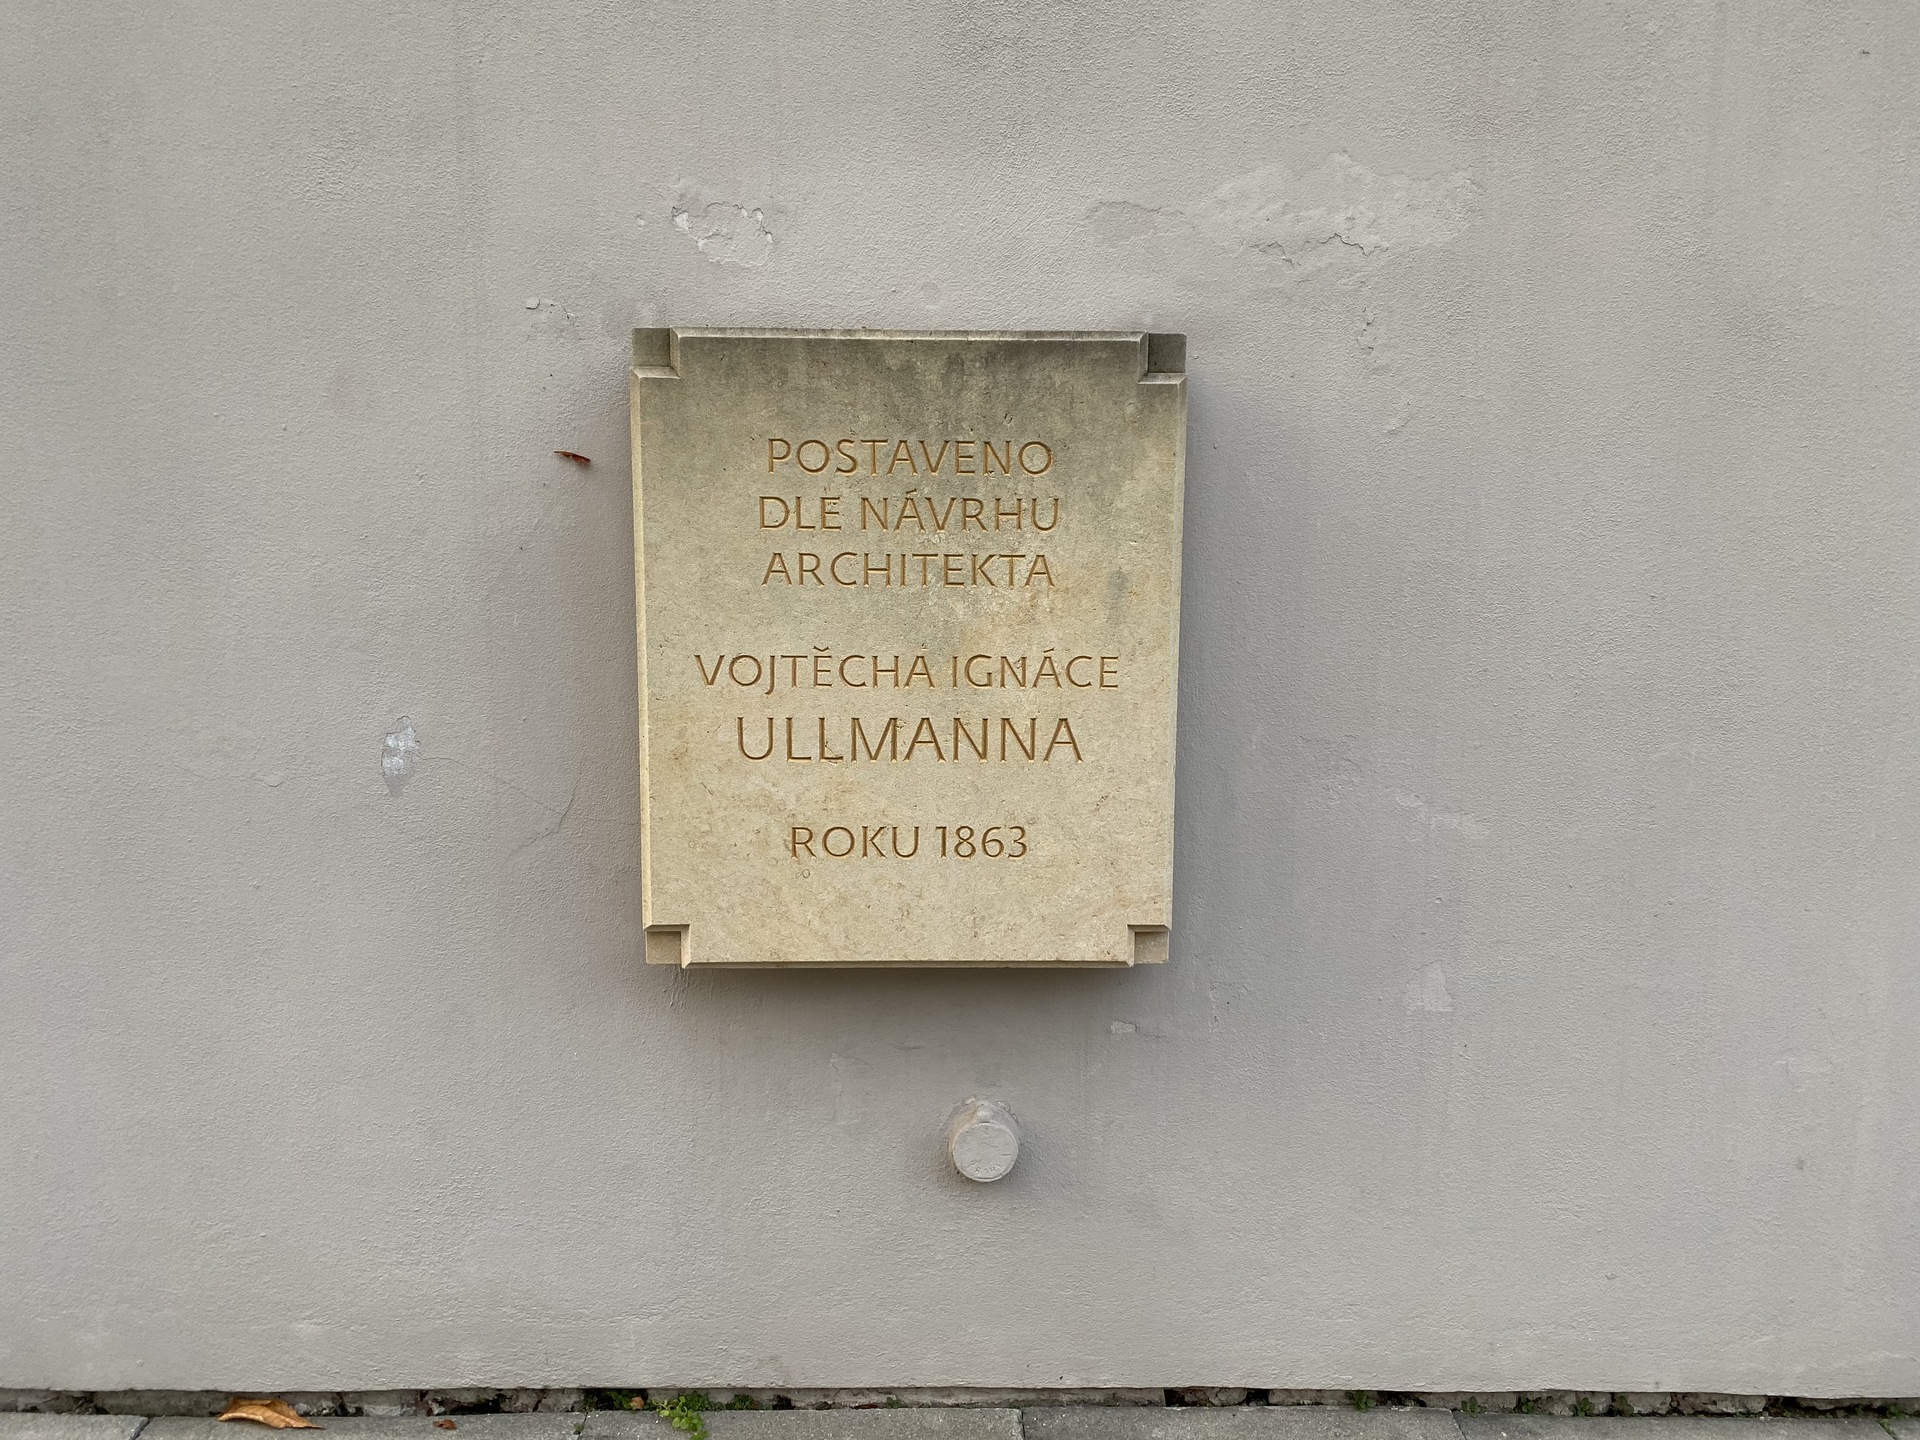 POSTAVENO
DLE NÁVRHU
ARCHITEKTA
VOJTĚCHA IGNÁCE
ULLMANNA
ROKU 1863